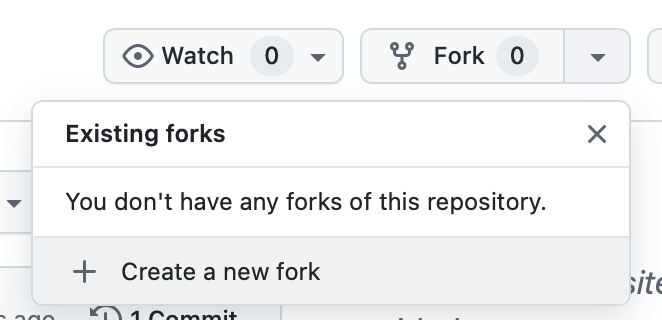 Watch 0 Fork 0
Existing forks
You don't have any forks of this repository.
Create a new fork
ago 1 Commit